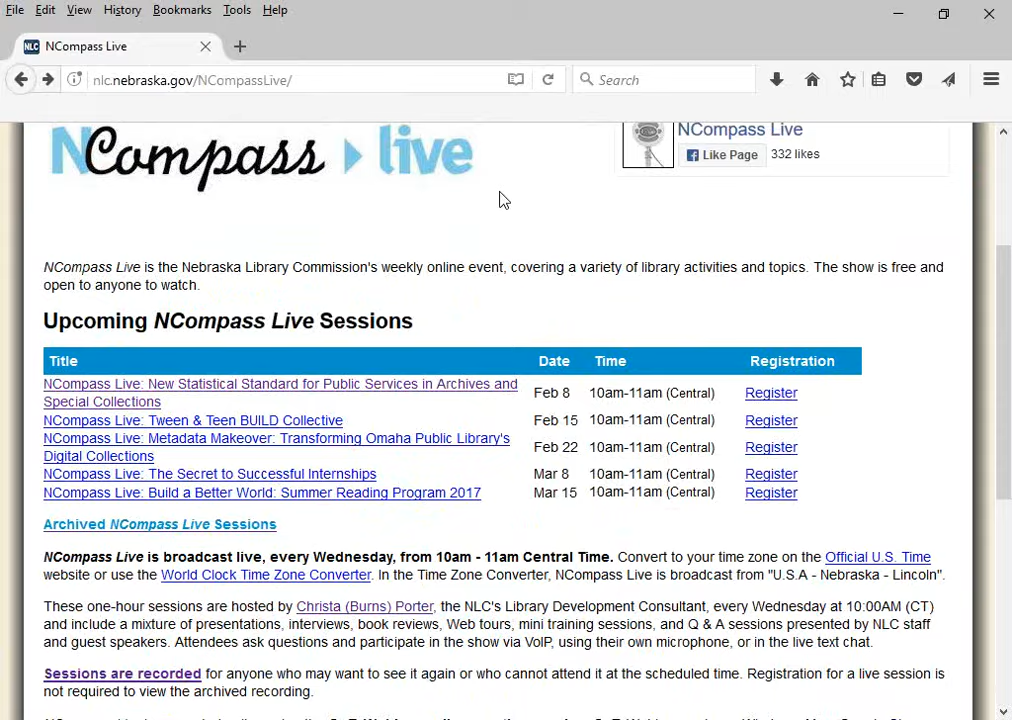 File Edit View History Bookmarks Tools Help
NLC NCompass Live
nlc.nebraska.gov/NCompassLive/ Search
NCompass live
NCompass Live
Like Page 332 likes
NCompass Live is the Nebraska Library Commission's weekly online event, covering a variety of library activities and topics. The show is free and
open to anyone to watch.
Upcoming NCompass Live Sessions
Title Date Time Registration
NCompass Live: New Statistical Standard for Public Services in Archives and
Special Collections Feb 8 10am-11am (Central) Register
NCompass Live: Tween & Teen BUILD Collective Feb 15 10am-11am (Central) Register
NCompass Live: Metadata Makeover: Transforming Omaha Public Library's
Digital Collections Feb 22 10am-11am (Central) Register
NCompass Live: The Secret to Successful Internships Mar 8 10am-11am (Central) Register
NCompass Live: Build a Better World: Summer Reading Program 2017 Mar 15 10am-11am (Central) Register
Archived NCompass Live Sessions
NCompass Live is broadcast live, every Wednesday, from 10am - 11am Central Time. Convert to your time zone on the Official U.S. Time
website or use the World Clock Time Zone Converter. In the Time Zone Converter, NCompass Live is broadcast from "U.S.A - Nebraska - Lincoln".
These one-hour sessions are hosted by Christa (Burns) Porter, the NLC's Library Development Consultant, every Wednesday at 10:00AM (CT)
and include a mixture of presentations, interviews, book reviews, Web tours, mini training sessions, and Q & A sessions presented by NLC staff
and guest speakers. Attendees ask questions and participate in the show via VoIP, using their own microphone, or in the live text chat.
Sessions are recorded for anyone who may want to see it again or who cannot attend it at the scheduled time. Registration for a live session is
not required to view the archived recording.